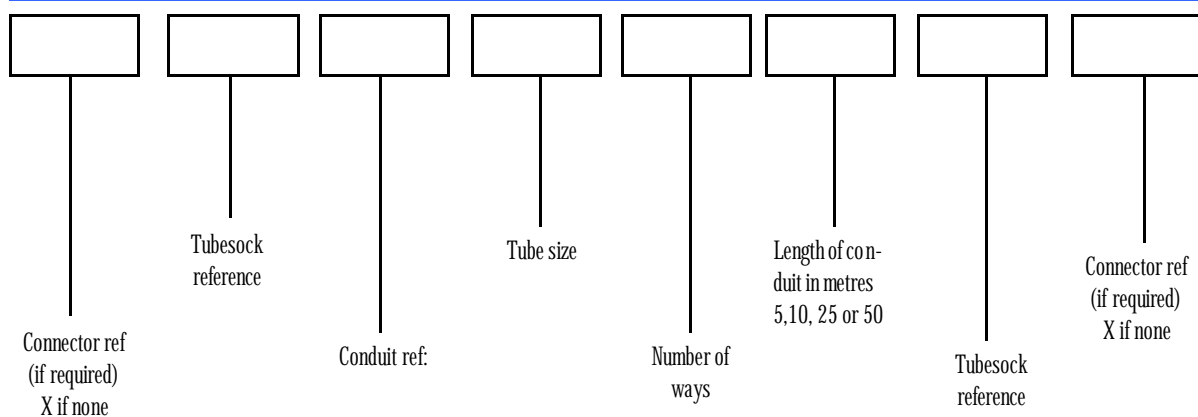 Connector ref
(if required)
X if none
Tubesock
reference
Conduit ref:
Tube size
Number of
ways
Length of con-
duit in metres
5,10, 25 or 50
Tubesock
reference
Connector ref
(if required)
X if none